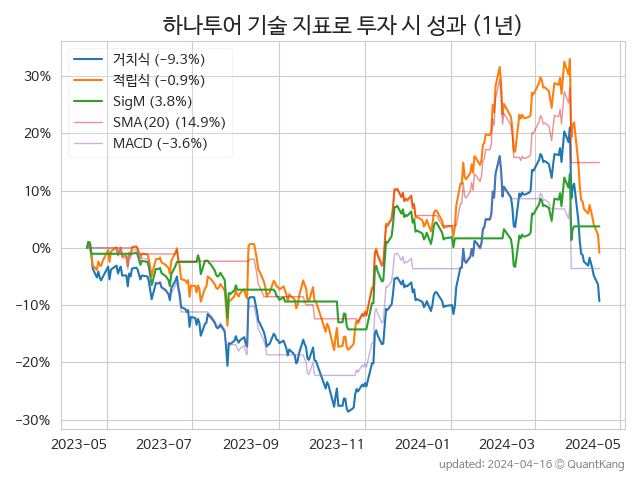 하나투어 기술 지표로 투자 시 성과 (1년)
거치식 (−9.3%)
적립식 (−0.9%)
SigM (3.8%)
SMA(20) (14.9%)
MACD (−3.6%)
30%
20%
10%
0%
−10%
−20%
−30%
2023-05 2023-07 2023-09 2023-11 2024-01 2024-03 2024-05
updated: 2024-04-16 © QuantKang